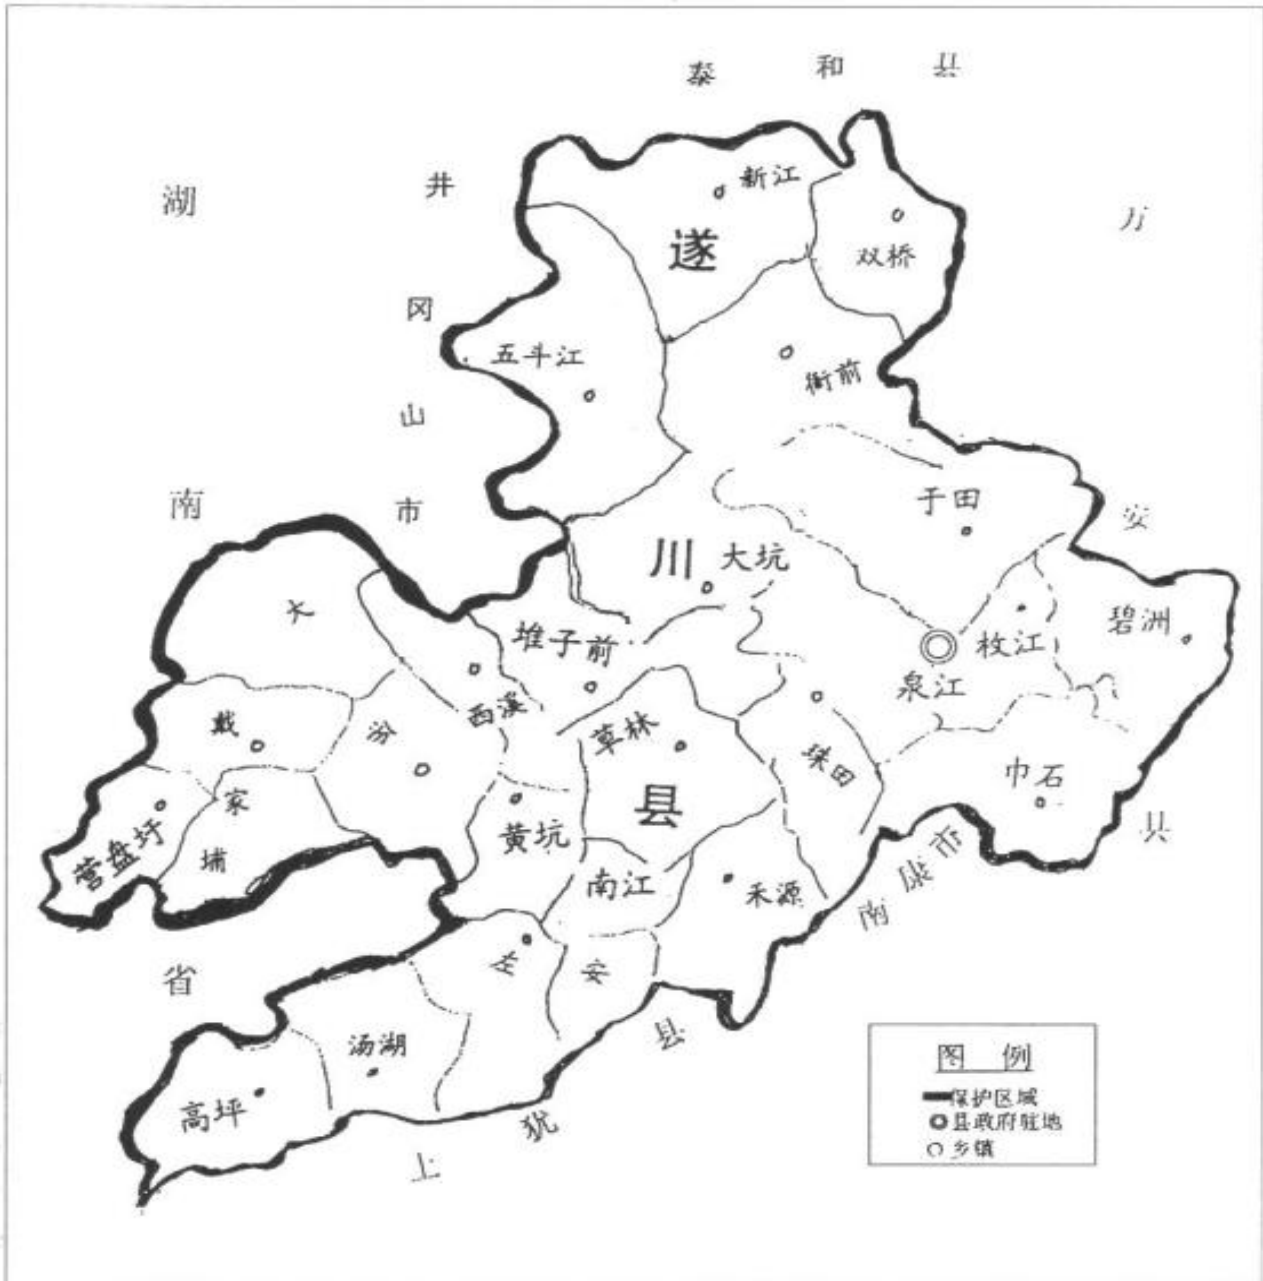 泰和县
井冈山市
湖南省
万安县
新江
遂川县
双桥
五斗江
衙前
于田
大坑
碧洲
枚江
堆子前
泉江
大汾
西溪
戴家埔
草林
珠田
巾石
营盘圩
黄坑
南江
禾源
南康市
左安
汤湖
高坪
上犹县
图 例
保护区域
县政府驻地
乡镇